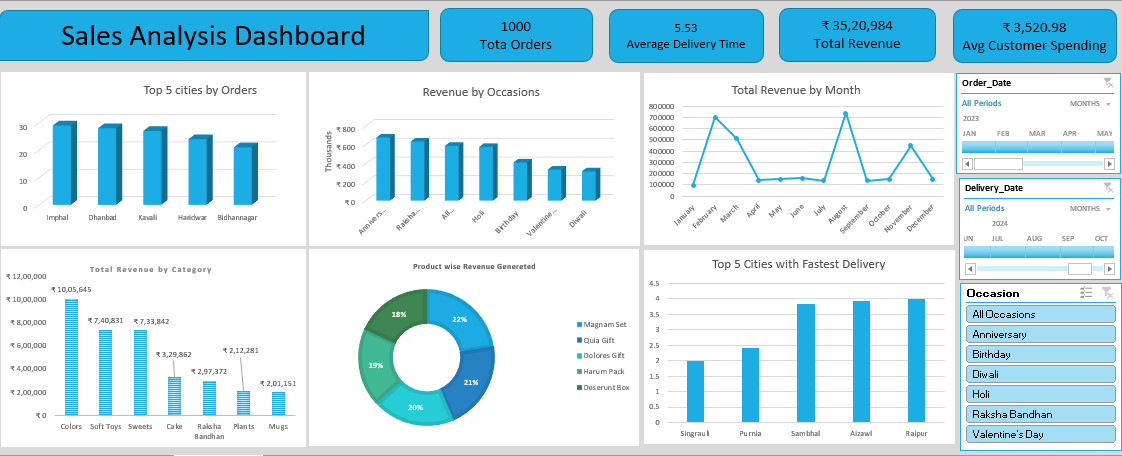 Sales Analysis Dashboard
1000
Tota Orders
5.53
Average Delivery Time
₹ 35,20,984
Total Revenue
₹ 3,520.98
Avg Customer Spending
Top 5 cities by Orders
30
20
10
0
Imphal Dhanbad Kavali Haridwar Bidhannagar
Revenue by Occasions
Thousands
₹ 800
₹ 600
₹ 400
₹ 200
₹ 0
Annivers... Raksha... All... Holi Birthday Valentine... Diwali
Total Revenue by Month
800000
700000
600000
500000
400000
300000
200000
100000
0
January February March April May June July August September October November December
Order_Date
All Periods MONTHS
2023
JAN FEB MAR APR MAY
Delivery_Date
All Periods MONTHS
2024
JUN JUL AUG SEP OCT
Total Revenue by Category
₹ 12,00,000
₹ 10,00,000
₹ 8,00,000
₹ 6,00,000
₹ 4,00,000
₹ 2,00,000
₹ 0
₹ 10,05,645
₹ 7,40,831
₹ 7,33,842
₹ 3,29,862
₹ 2,97,372
₹ 2,12,281
₹ 2,01,151
Colors Soft Toys Sweets Cake Raksha Bandhan Plants Mugs
Product wise Revenue Genereted
22%
21%
20%
19%
18%
Magnam Set
Quia Gift
Dolores Gift
Harum Pack
Deserunt Box
Top 5 Cities with Fastest Delivery
4.5
4
3.5
3
2.5
2
1.5
1
0.5
0
Singrauli Purnia Sambhal Aizawl Raipur
Occasion
All Occasions
Anniversary
Birthday
Diwali
Holi
Raksha Bandhan
Valentine's Day